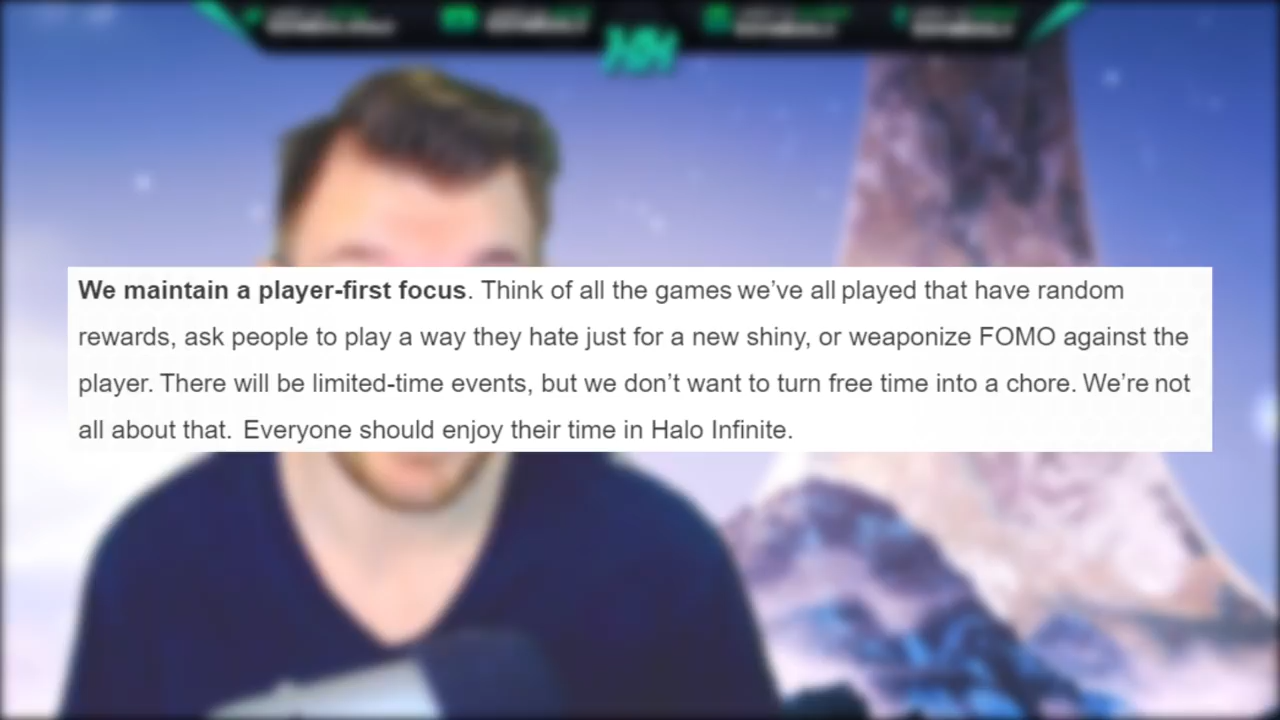 We maintain a player-first focus. Think of all the games we’ve all played that have random
rewards, ask people to play a way they hate just for a new shiny, or weaponize FOMO against the
player. There will be limited-time events, but we don’t want to turn free time into a chore. We’re not
all about that. Everyone should enjoy their time in Halo Infinite.